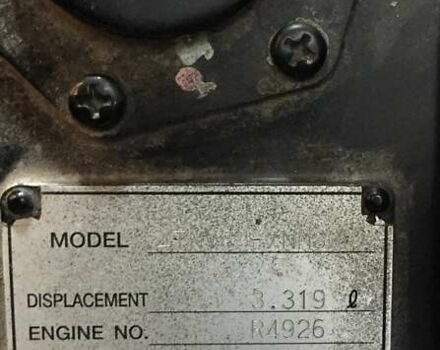 MODEL
DISPLACEMENT 3.319 ℓ
ENGINE NO. R4926